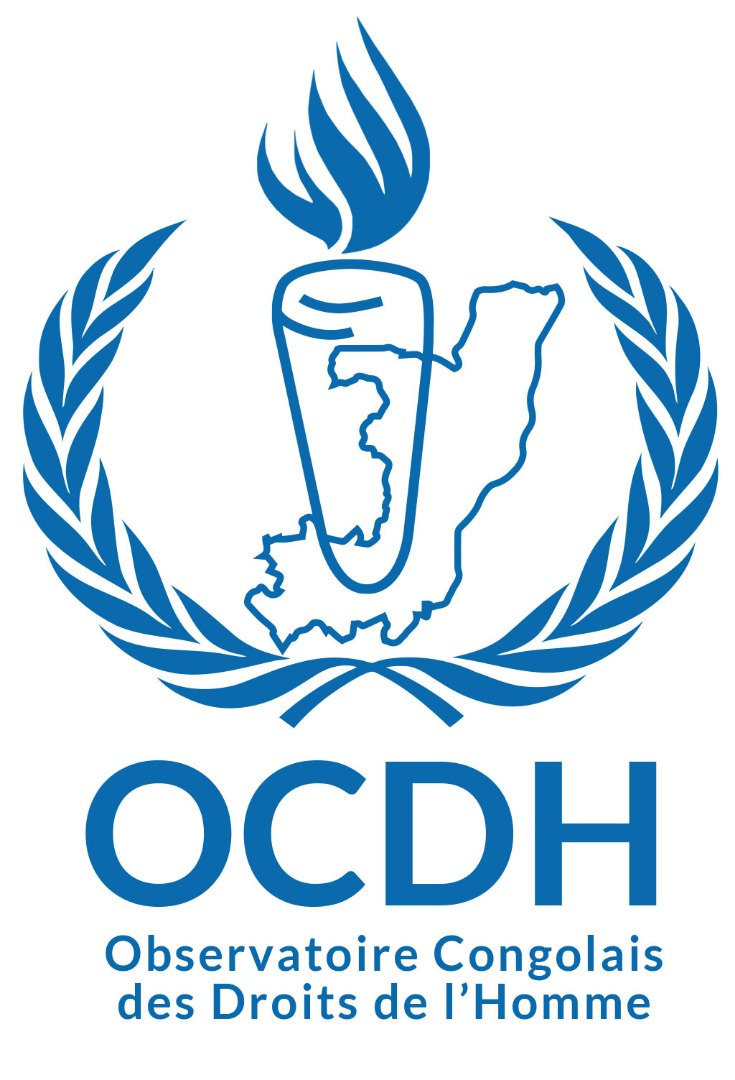 OCDH
Observatoire Congolais
des Droits de l’Homme